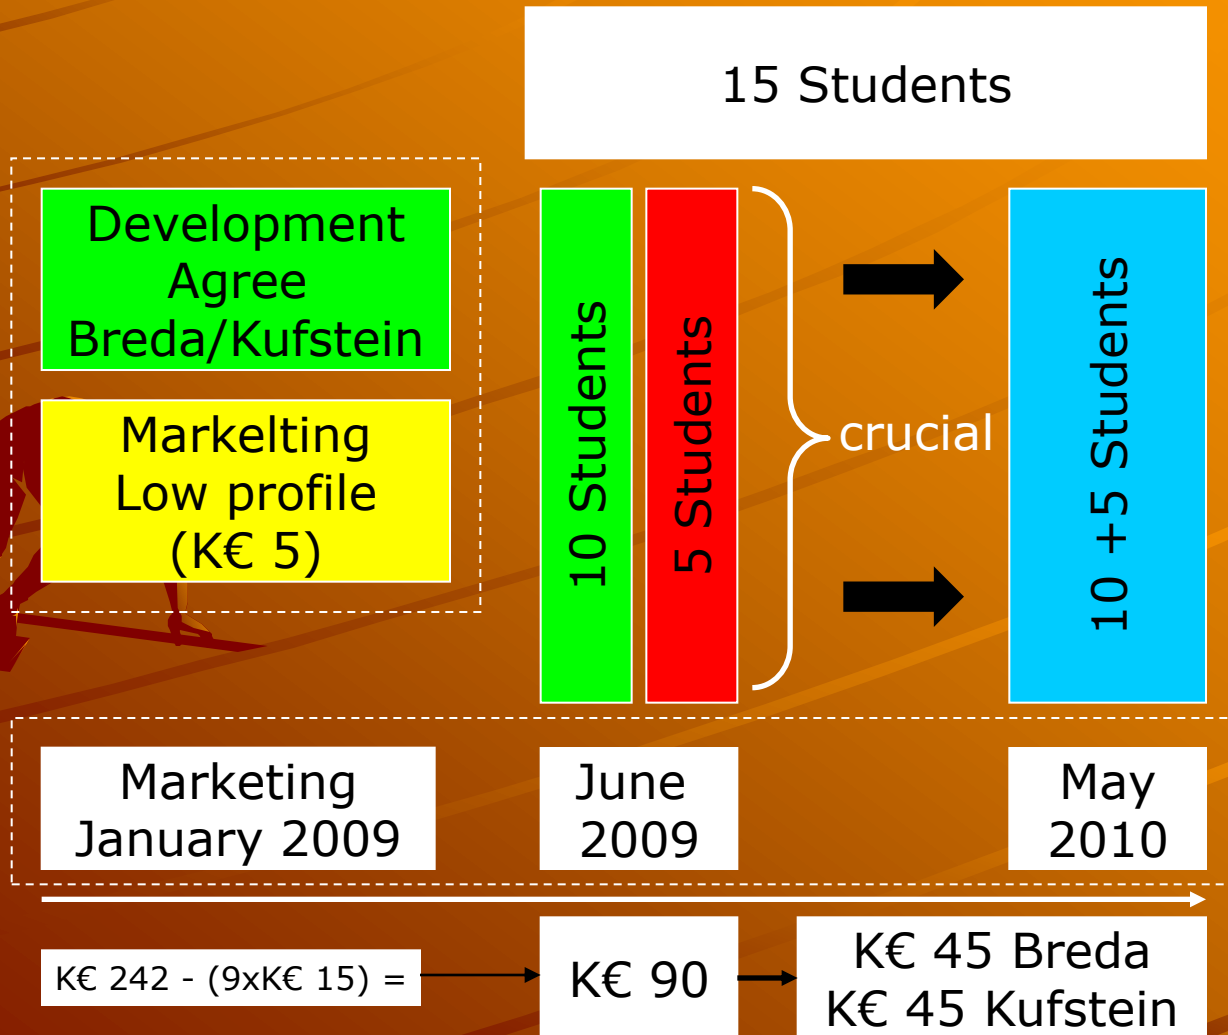 15 Students
Development
Agree
Breda/Kufstein
Markelting
Low profile
(K€ 5)
10 Students
5 Students
crucial
10 +5 Students
Marketing
January 2009
June
2009
May
2010
K€ 242 - (9xK€ 15) =
K€ 90
K€ 45 Breda
K€ 45 Kufstein